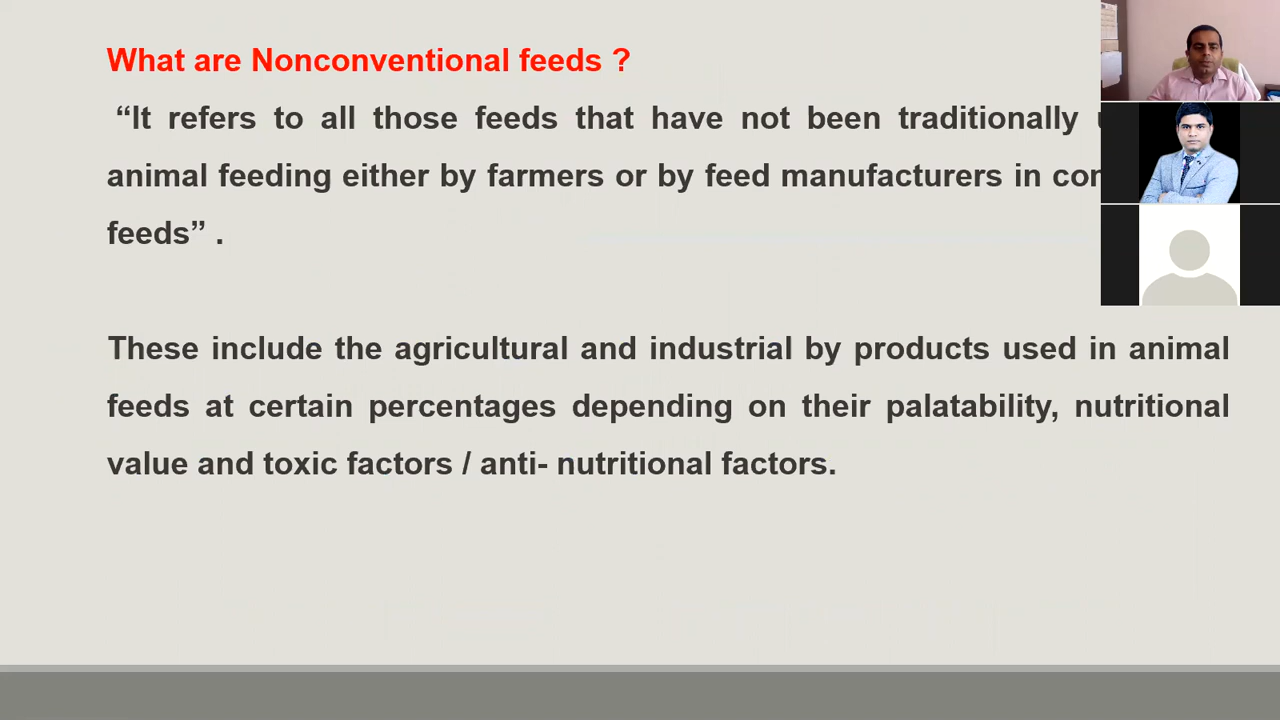 What are Nonconventional feeds ?
“It refers to all those feeds that have not been traditionally
animal feeding either by farmers or by feed manufacturers in
feeds” .
These include the agricultural and industrial by products used in animal
feeds at certain percentages depending on their palatability, nutritional
value and toxic factors / anti- nutritional factors.